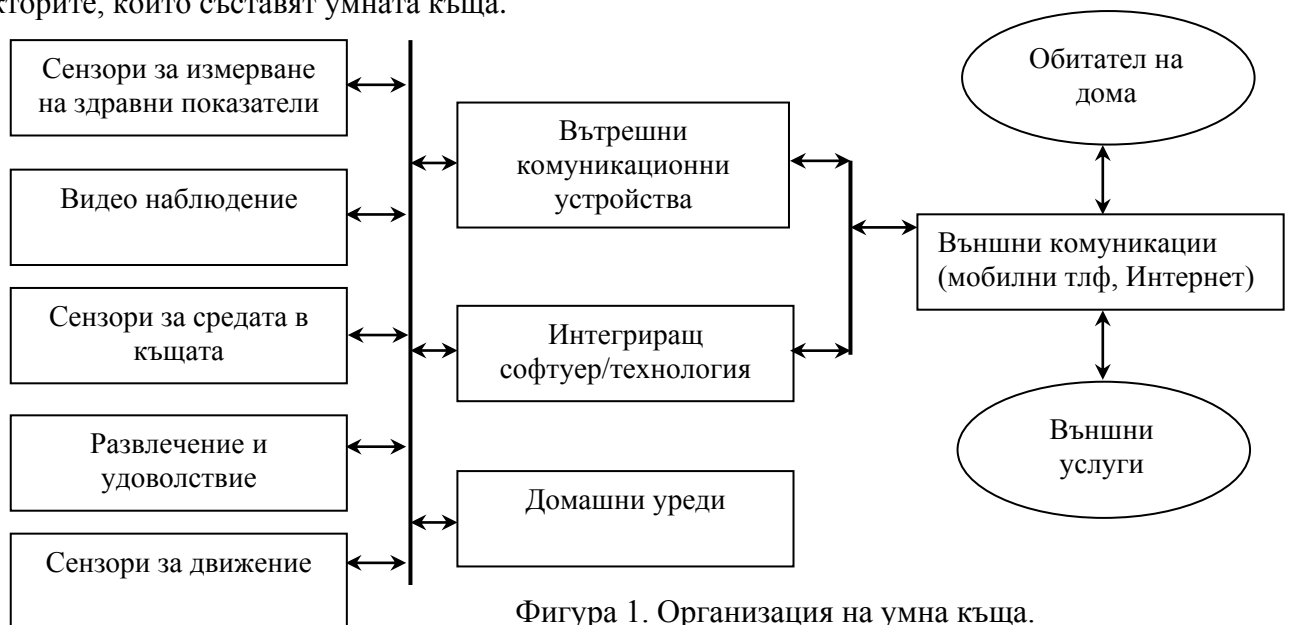 които съставят умната къща.
Сензори за измерване
на здравни показатели
Видео наблюдение
Сензори за средата в
къщата
Развлечение и
удоволствие
Сензори за движение
Вътрешни
комуникационни
устройства
Интегриращ
софтуер/технология
Домашни уреди
Обитател на
дома
Външни комуникации
(мобилни тлф, Интернет)
Външни
услуги
Фигура 1. Организация на умна къща.